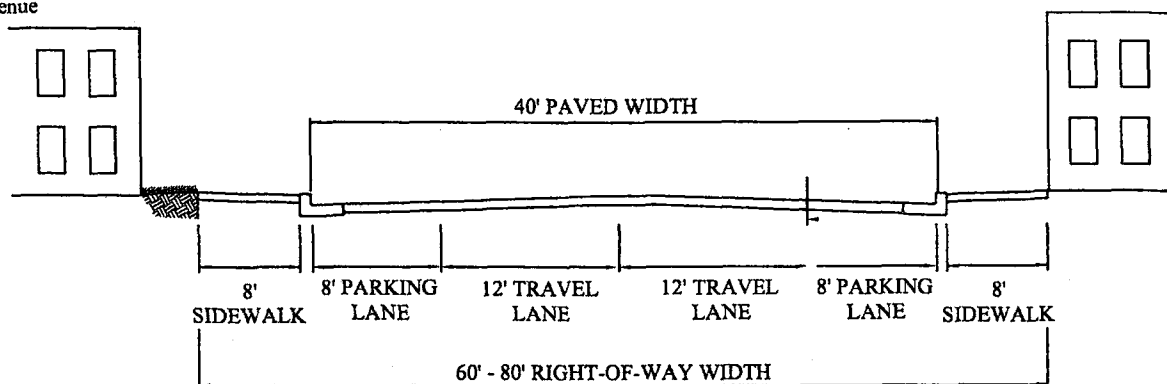 40' PAVED WIDTH
8' SIDEWALK
8' PARKING LANE
12' TRAVEL LANE
12' TRAVEL LANE
8' PARKING LANE
8' SIDEWALK
60' - 80' RIGHT-OF-WAY WIDTH